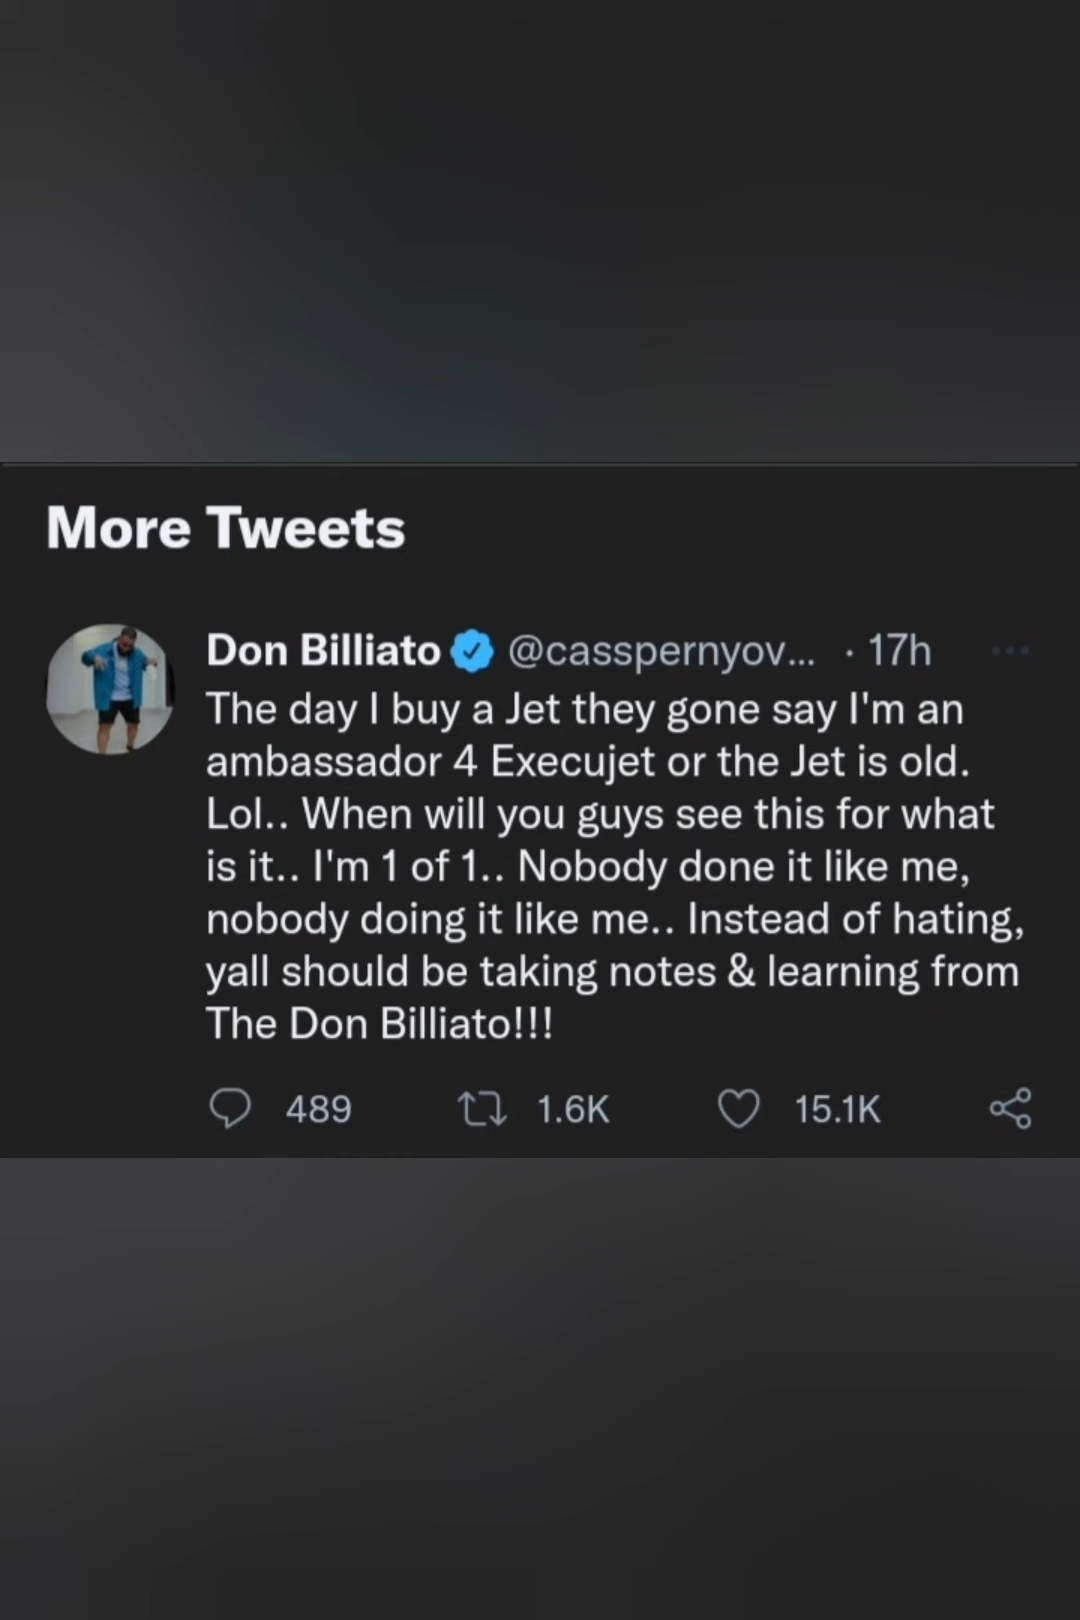 More Tweets
Don Billiato @casspernyov... · 17h
The day I buy a Jet they gone say I'm an
ambassador 4 Execujet or the Jet is old.
Lol.. When will you guys see this for what
is it.. I'm 1 of 1.. Nobody done it like me,
nobody doing it like me.. Instead of hating,
yall should be taking notes & learning from
The Don Billiato!!!
489 1.6K 15.1K